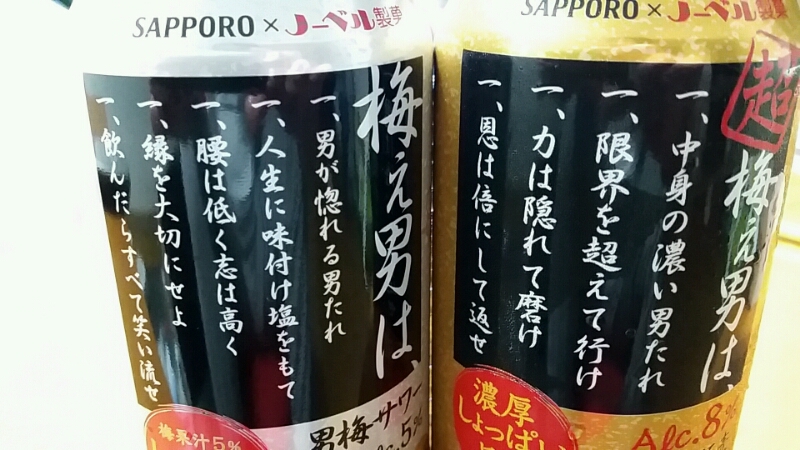 SAPPORO×ノーベル製菓
梅え男は、
一、男が惚れる男たれ
一、人生に味付け塩をもて
一、腰は低く志は高く
一、縁を大切にせよ
一、飲んだらすべて笑い流せ
男梅サワー
Alc.5%
梅果汁5%
SAPPORO×ノーベル製菓
超
梅え男は、
一、中身の濃い男たれ
一、限界を超えて行け
一、力は隠れて磨け
一、恩は倍にして返せ
濃厚
しょっぱい
Alc.8%